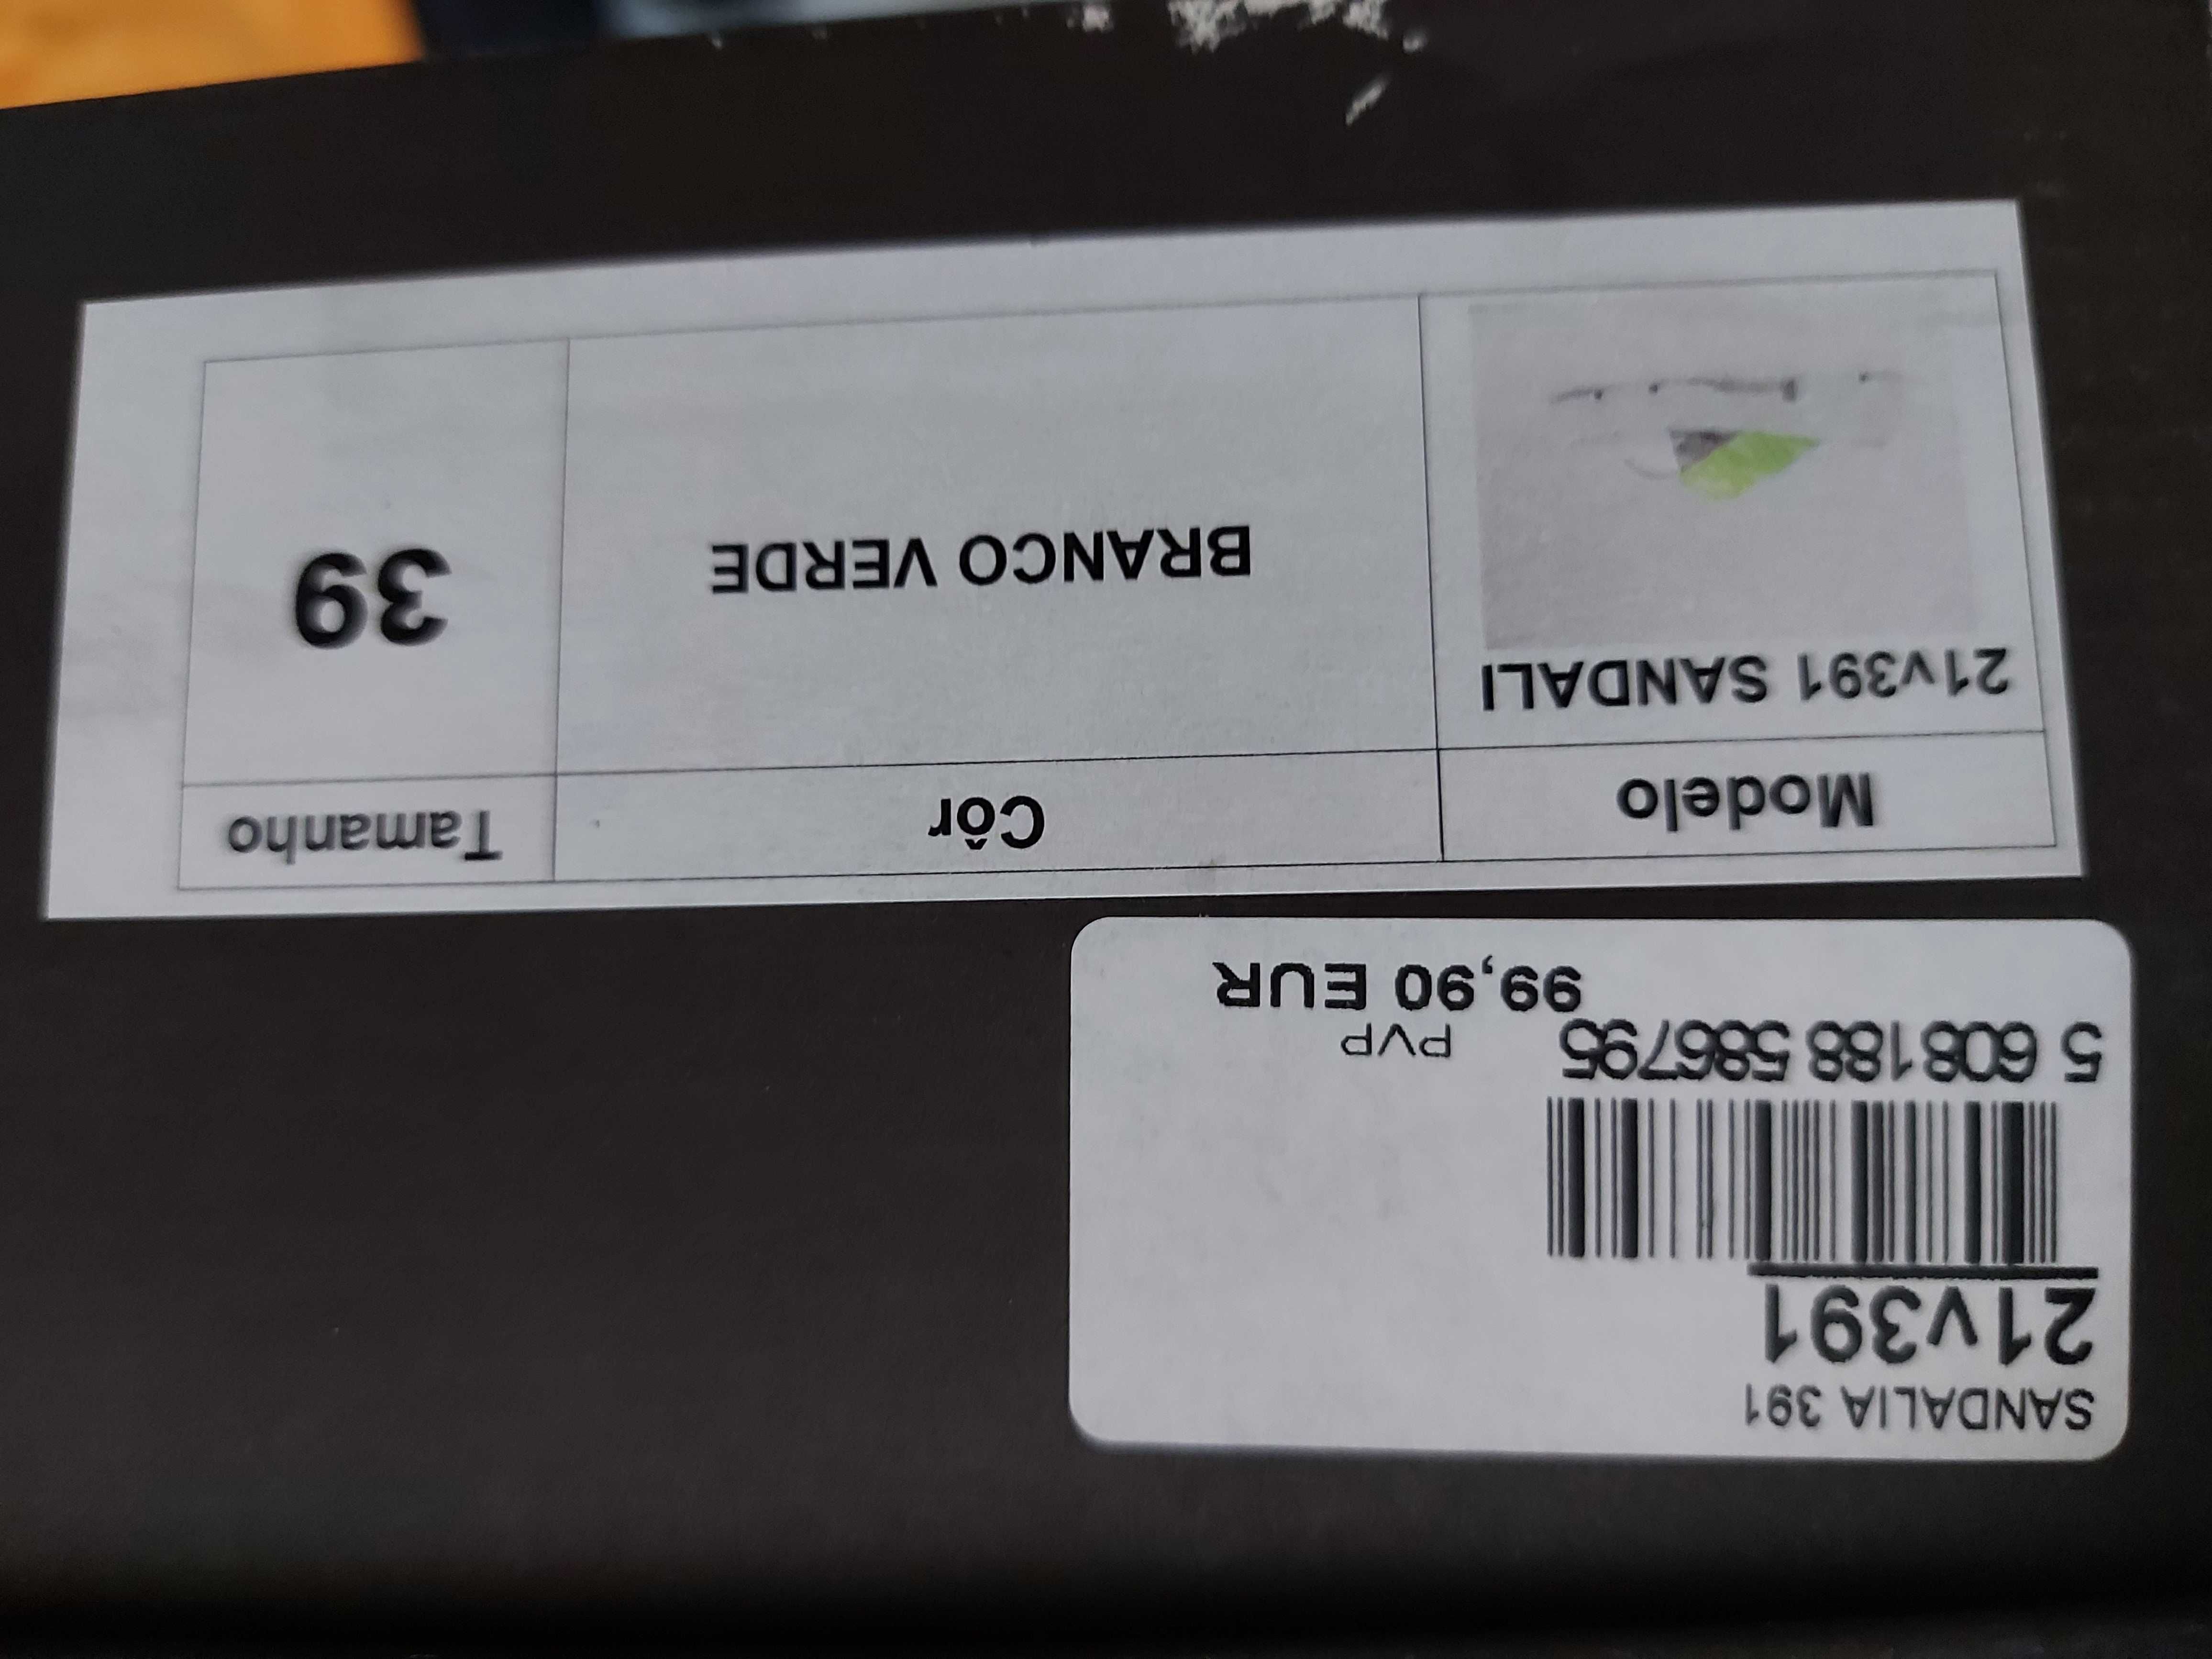 SANDALIA 391
21v391
5 608188 586795
PVP
99,90 EUR
Modelo
Côr
Tamanho
21v391 SANDALI
BRANCO VERDE
39